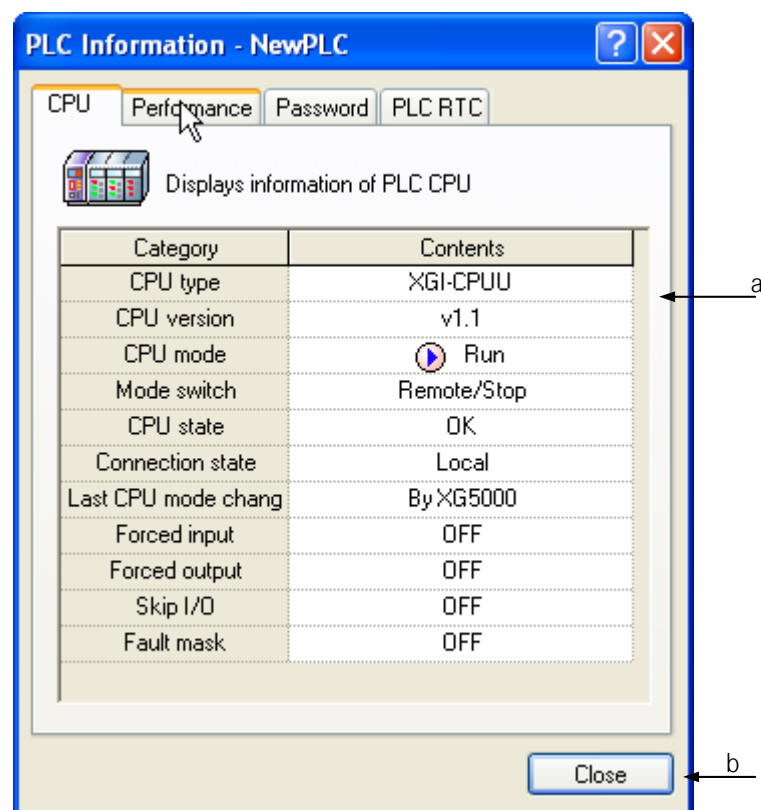 PLC Information - NewPLC
CPU Performance Password PLC RTC
Displays information of PLC CPU
Category Contents
CPU type XGI-CPUU
a
CPU version v1.1
CPU mode Run
Mode switch Remote/Stop
CPU state OK
Connection state Local
Last CPU mode chang By XG5000
Forced input OFF
Forced output OFF
Skip I/O OFF
Fault mask OFF
Close
b